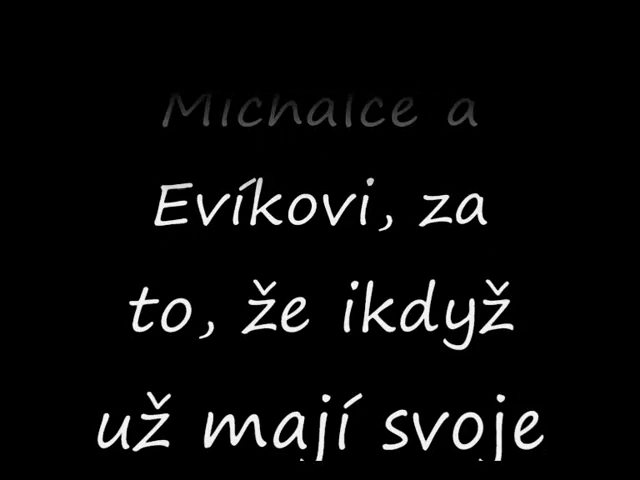 Michalce a
Evíkovi, za
to, že ikdyž
už mají svoje